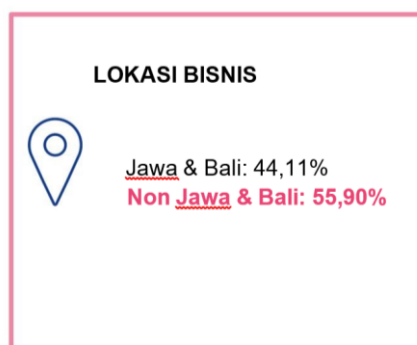 LOKASI BISNIS
Jawa & Bali: 44,11%
Non Jawa & Bali: 55,90%